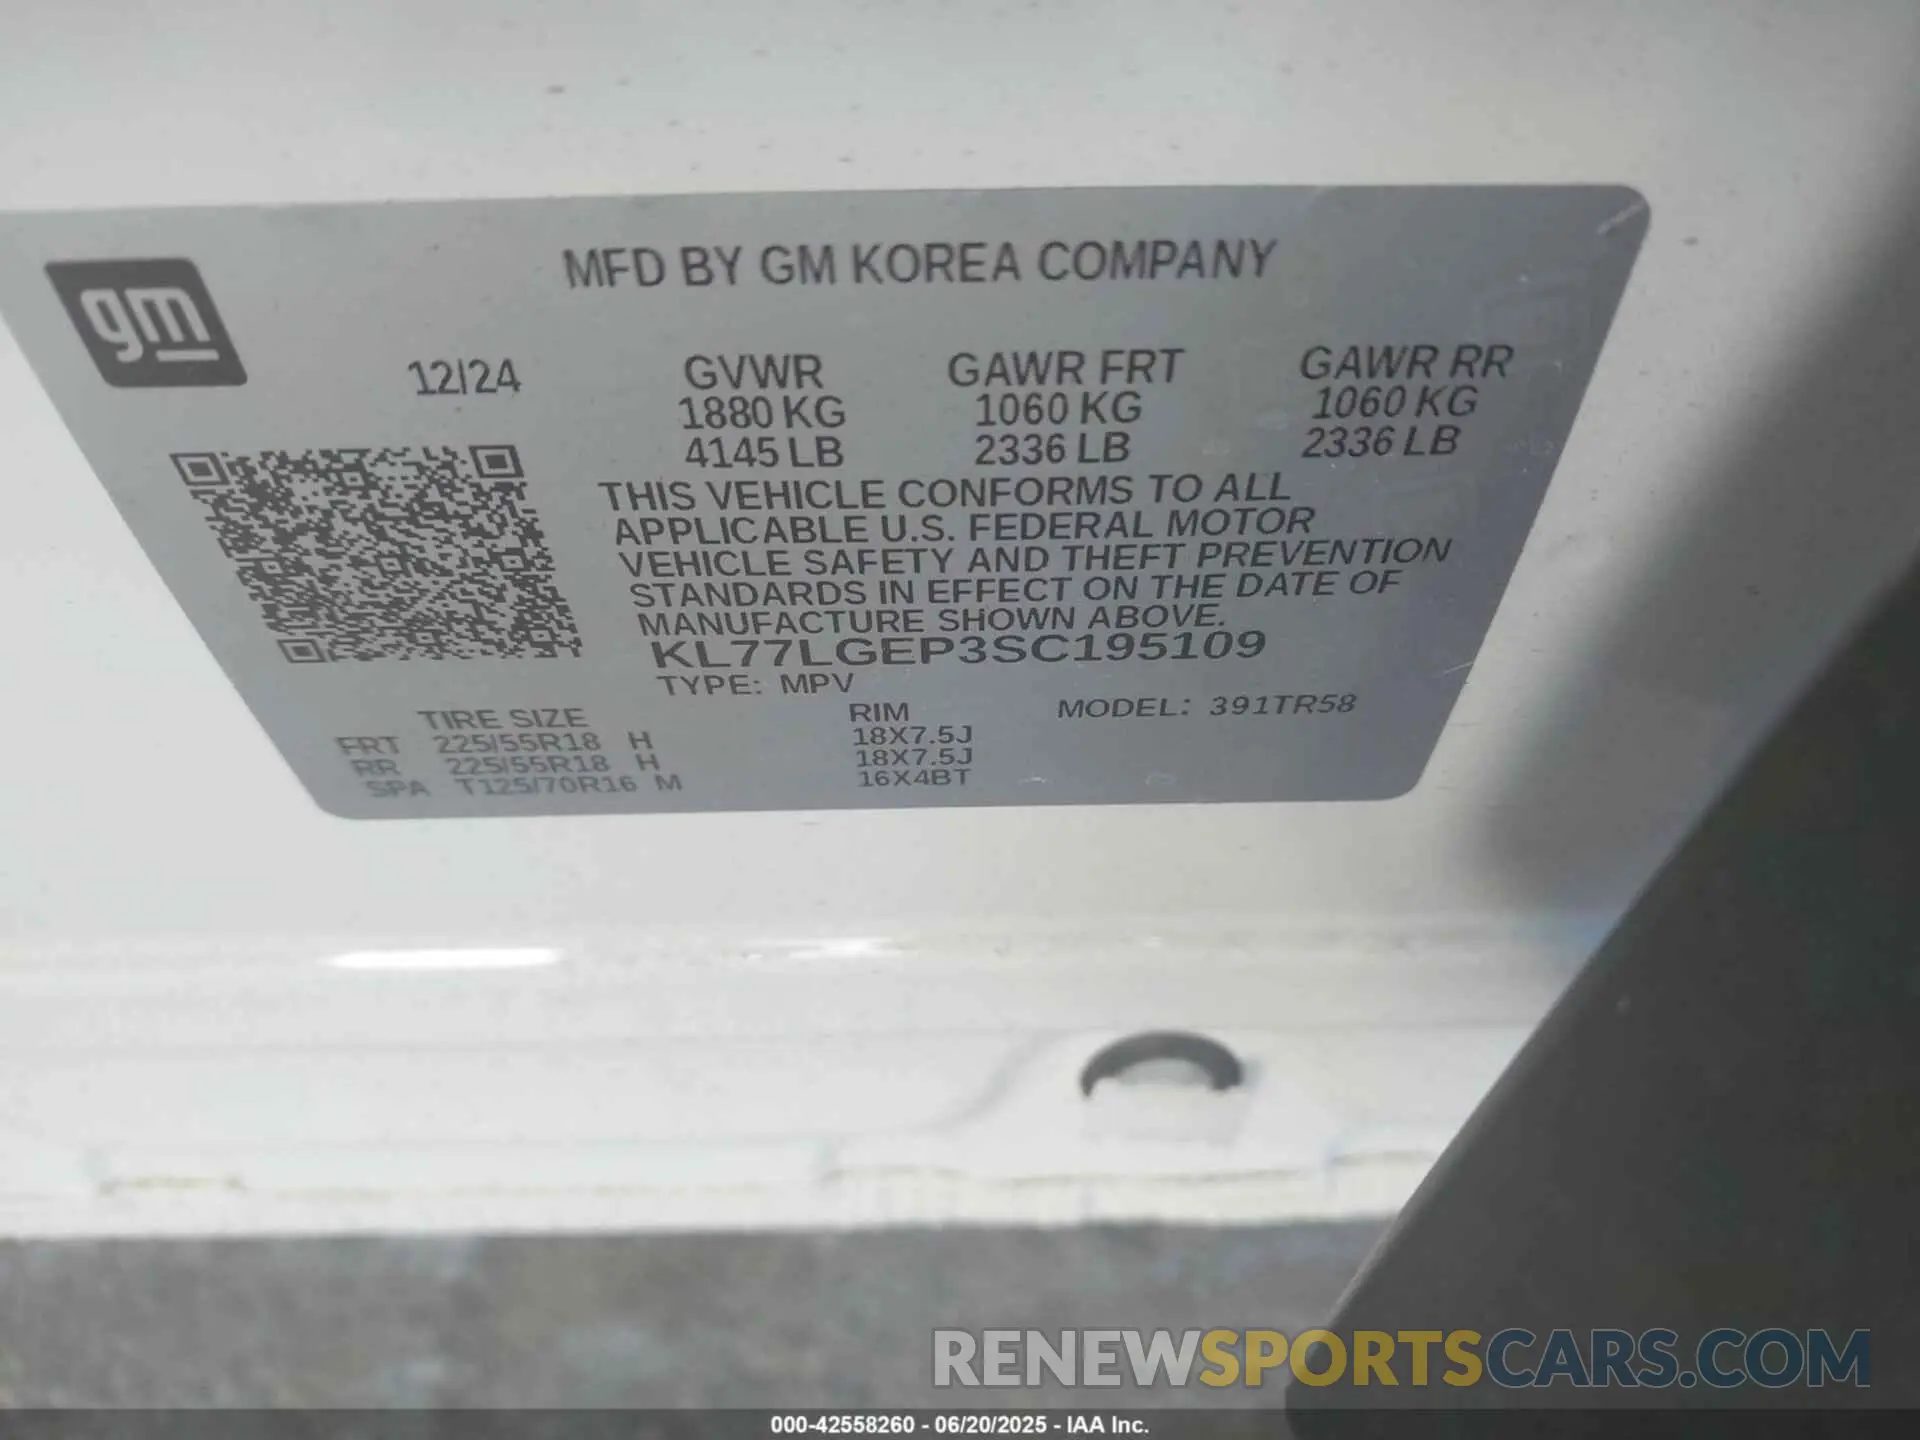 MFD BY GM KOREA COMPANY
gm
12/24
GVWR GAWR FRT GAWR RR
1880 KG 1060 KG 1060 KG
4145 LB 2336 LB 2336 LB
THIS VEHICLE CONFORMS TO ALL
APPLICABLE U.S. FEDERAL MOTOR
VEHICLE SAFETY AND THEFT PREVENTION
STANDARDS IN EFFECT ON THE DATE OF
MANUFACTURE SHOWN ABOVE.
KL77LGEP3SC195109
TYPE: MPV
TIRE SIZE RIM MODEL: 391TR58
FRT 225/55R18 H 18X7.5J
RR 225/55R18 H 18X7.5J
SPA T125/70R16 M 16X4BT
RENEWSPORTSCARS.COM
000-42558260 - 06/20/2025 - IAA Inc.